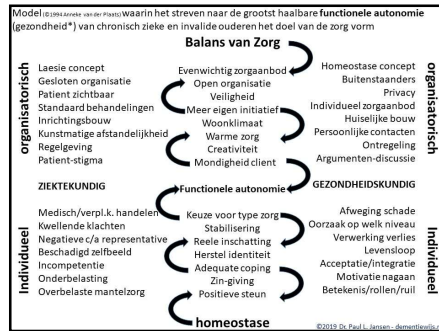 Model (©1994 Anneke van der Plaats) waarin het streven naar de grootst haalbare functionele autonomie
(gezondheid*) van chronisch zieke en invalide ouderen het doel van de zorg vorm
Balans van Zorg
organisatorisch
Laesie concept
Gesloten organisatie
Patient zichtbaar
Standaard behandelingen
Inrichtingsbouw
Kunstmatige afstandelijkheid
Regelgeving
Patient-stigma
Evenwichtig zorgaanbod
Open organisatie
Veiligheid
Meer eigen initiatief
Woonklimaat
Warme zorg
Creativiteit
Mondigheid client
Homeostase concept
Buitenstaanders
Privacy
Individueel zorgaanbod
Huiselijke bouw
Persoonlijke contacten
Ontregeling
Argumenten-discussie
organisatorisch
ZIEKTEKUNDIG
Functionele autonomie
GEZONDHEIDSKUNDIG
Individueel
Medisch/verpl.k. handelen
Kwellende klachten
Negatieve c/a representative
Beschadigd zelfbeeld
Incompetentie
Onderbelasting
Overbelaste mantelzorg
Keuze voor type zorg
Stabilisering
Reele inschatting
Herstel identiteit
Adequate coping
Zin-giving
Positieve steun
Afweging schade
Oorzaak op welk niveau
Verwerking verlies
Levensloop
Acceptatie/integratie
Motivatie nagaan
Betekenis/rollen/ruil
Individueel
homeostase
©2019 Dr. Paul L. Jansen - dementiewijs.n